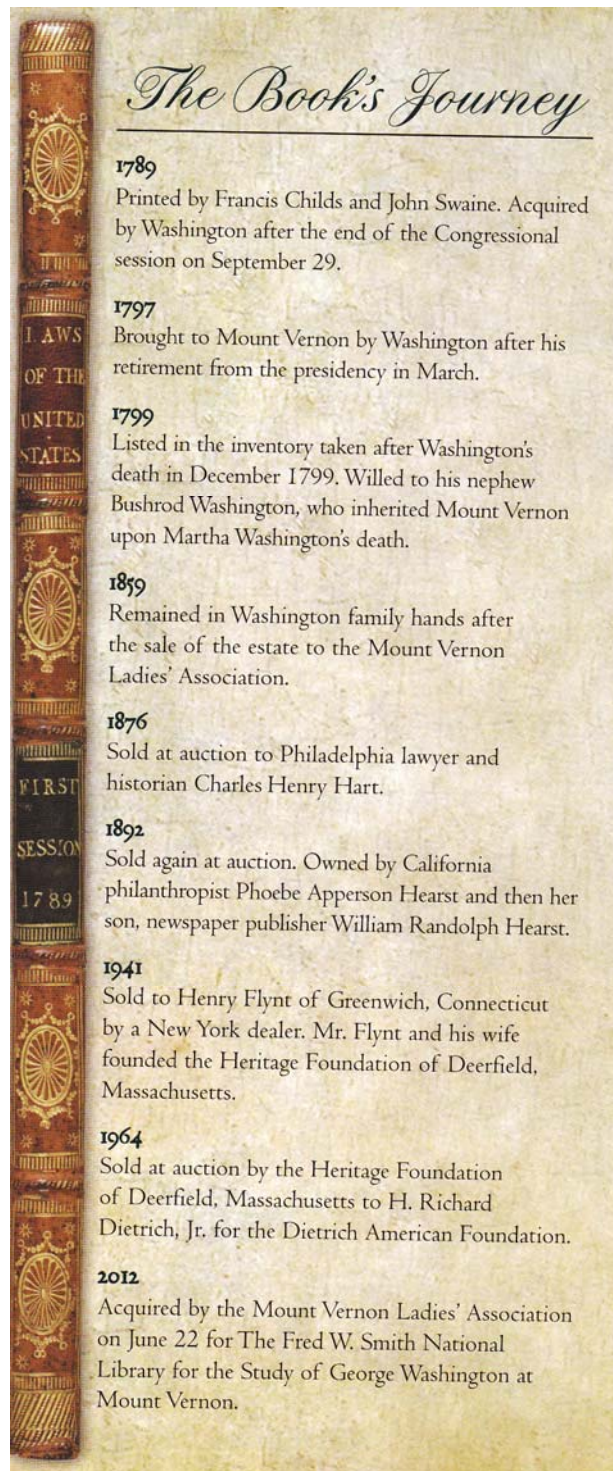 The Book's Journey
1789
Printed by Francis Childs and John Swaine. Acquired
by Washington after the end of the Congressional
session on September 29.
1797
Brought to Mount Vernon by Washington after his
retirement from the presidency in March.
1799
Listed in the inventory taken after Washington's
death in December 1799. Willed to his nephew
Bushrod Washington, who inherited Mount Vernon
upon Martha Washington's death.
1859
Remained in Washington family hands after
the sale of the estate to the Mount Vernon
Ladies' Association.
1876
Sold at auction to Philadelphia lawyer and
historian Charles Henry Hart.
1892
Sold again at auction. Owned by California
philanthropist Phoebe Apperson Hearst and then her
son, newspaper publisher William Randolph Hearst.
1941
Sold to Henry Flynt of Greenwich, Connecticut
by a New York dealer. Mr. Flynt and his wife
founded the Heritage Foundation of Deerfield,
Massachusetts.
1964
Sold at auction by the Heritage Foundation
of Deerfield, Massachusetts to H. Richard
Dietrich, Jr. for the Dietrich American Foundation.
2012
Acquired by the Mount Vernon Ladies' Association
on June 22 for The Fred W. Smith National
Library for the Study of George Washington at
Mount Vernon.
LAWS
OF THE
UNITED
STATES
FIRST
SESSION
1789